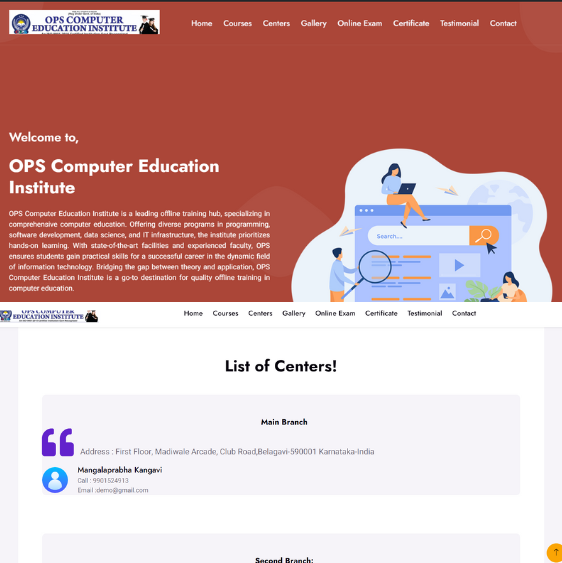 OPS COMPUTER
EDUCATION INSTITUTE
Home Courses Centers Gallery Online Exam Certificate Testimonial Contact
Welcome to,
OPS Computer Education
Institute
OPS Computer Education Institute is a leading offline training hub, specializing in
comprehensive computer education. Offering diverse programs in programming,
software development, data science, and IT infrastructure, the institute prioritizes
hands-on learning. With state-of-the-art facilities and experienced faculty, OPS
ensures students gain practical skills for a successful career in the dynamic field
of information technology. Bridging the gap between theory and application, OPS
Computer Education Institute is a go-to destination for quality offline training in
computer education.
Search...
EDUCATION INSTITUTE
Home Courses Centers Gallery Online Exam Certificate Testimonial Contact
List of Centers!
Main Branch
Address : First Floor, Madiwale Arcade, Club Road,Belagavi-590001 Karnataka-India
Mangalaprabha Kangavi
Call : 9901524913
Email :demo@gmail.com
Second Branch: